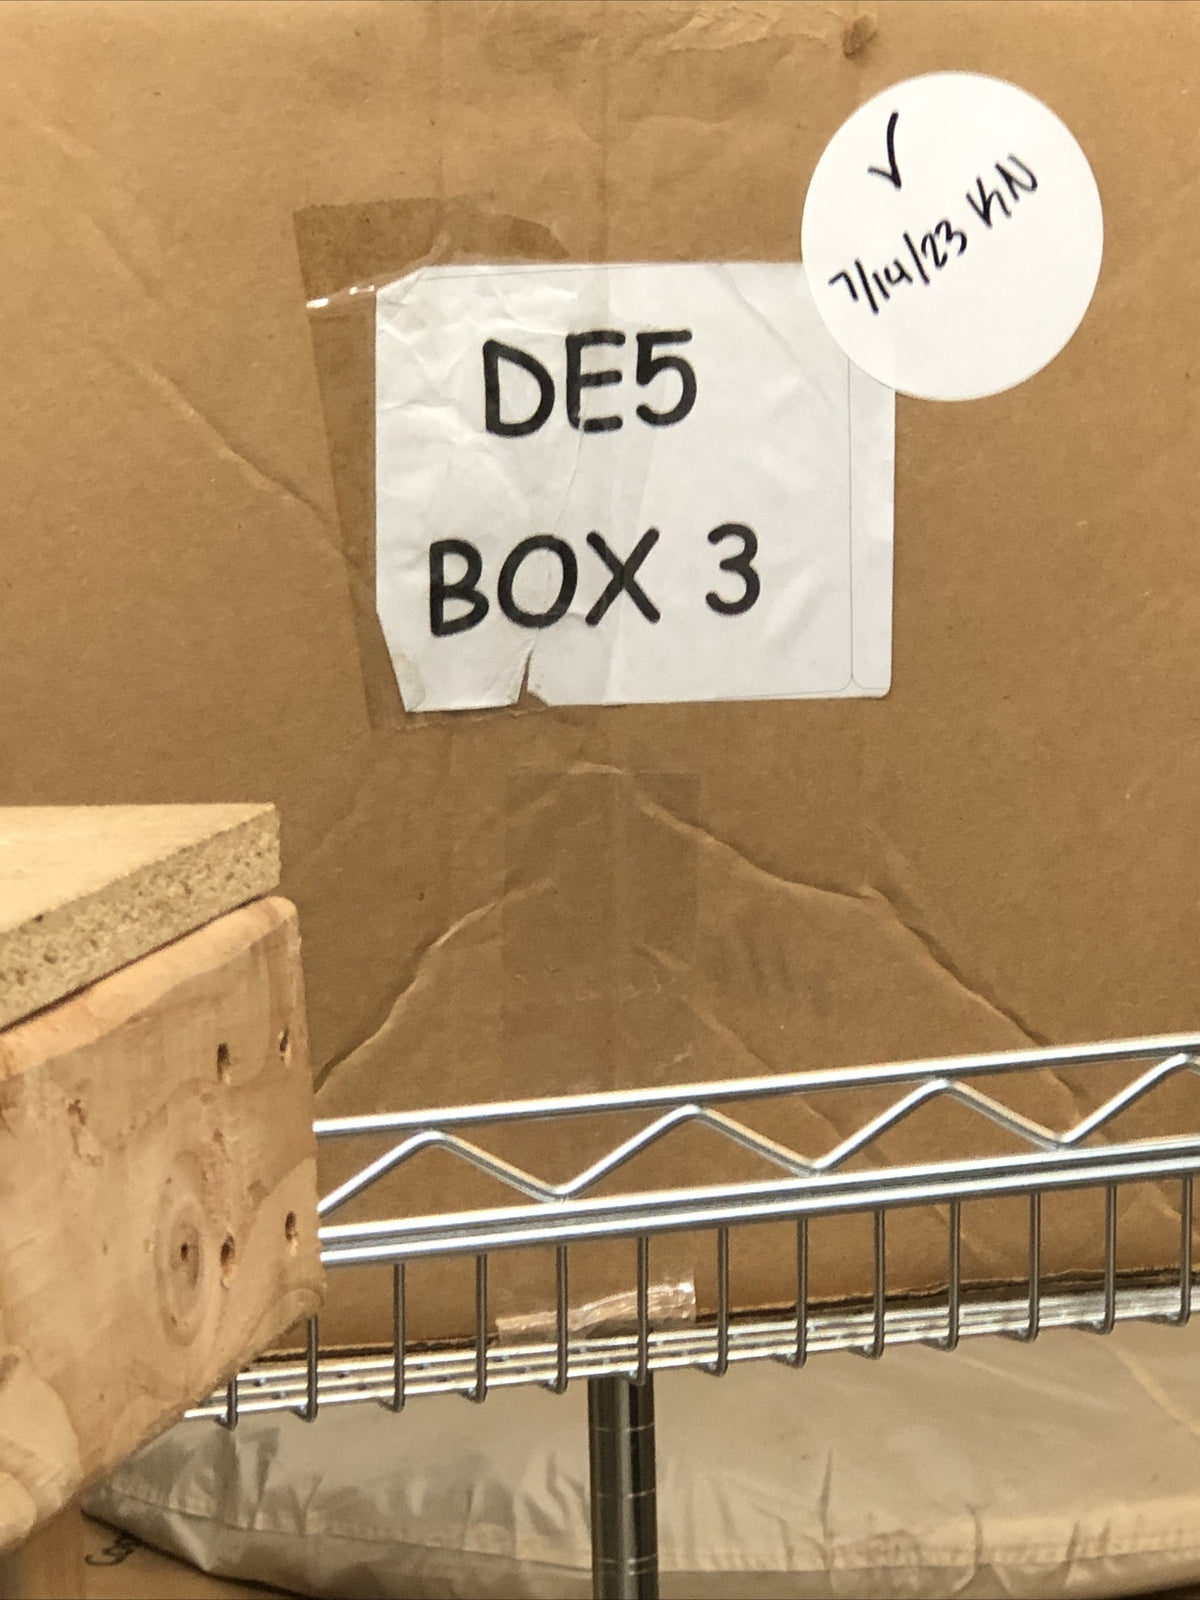 ✓
7/14/23 KN
DE5
BOX 3